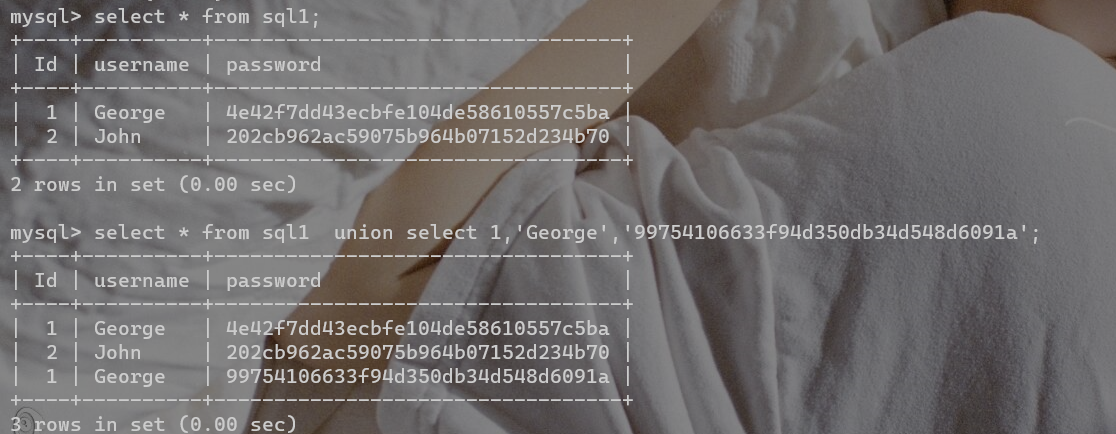 mysql> select * from sql1;
+----+----------+----------------------------------+
| Id | username | password                         |
+----+----------+----------------------------------+
|  1 | George   | 4e42f7dd43ecbfe104de58610557c5ba |
|  2 | John     | 202cb962ac59075b964b07152d234b70 |
+----+----------+----------------------------------+
2 rows in set (0.00 sec)
mysql> select * from sql1  union select 1,'George','99754106633f94d350db34d548d6091a';
+----+----------+----------------------------------+
| Id | username | password                         |
+----+----------+----------------------------------+
|  1 | George   | 4e42f7dd43ecbfe104de58610557c5ba |
|  2 | John     | 202cb962ac59075b964b07152d234b70 |
|  1 | George   | 99754106633f94d350db34d548d6091a |
+----+----------+----------------------------------+
3 rows in set (0.00 sec)